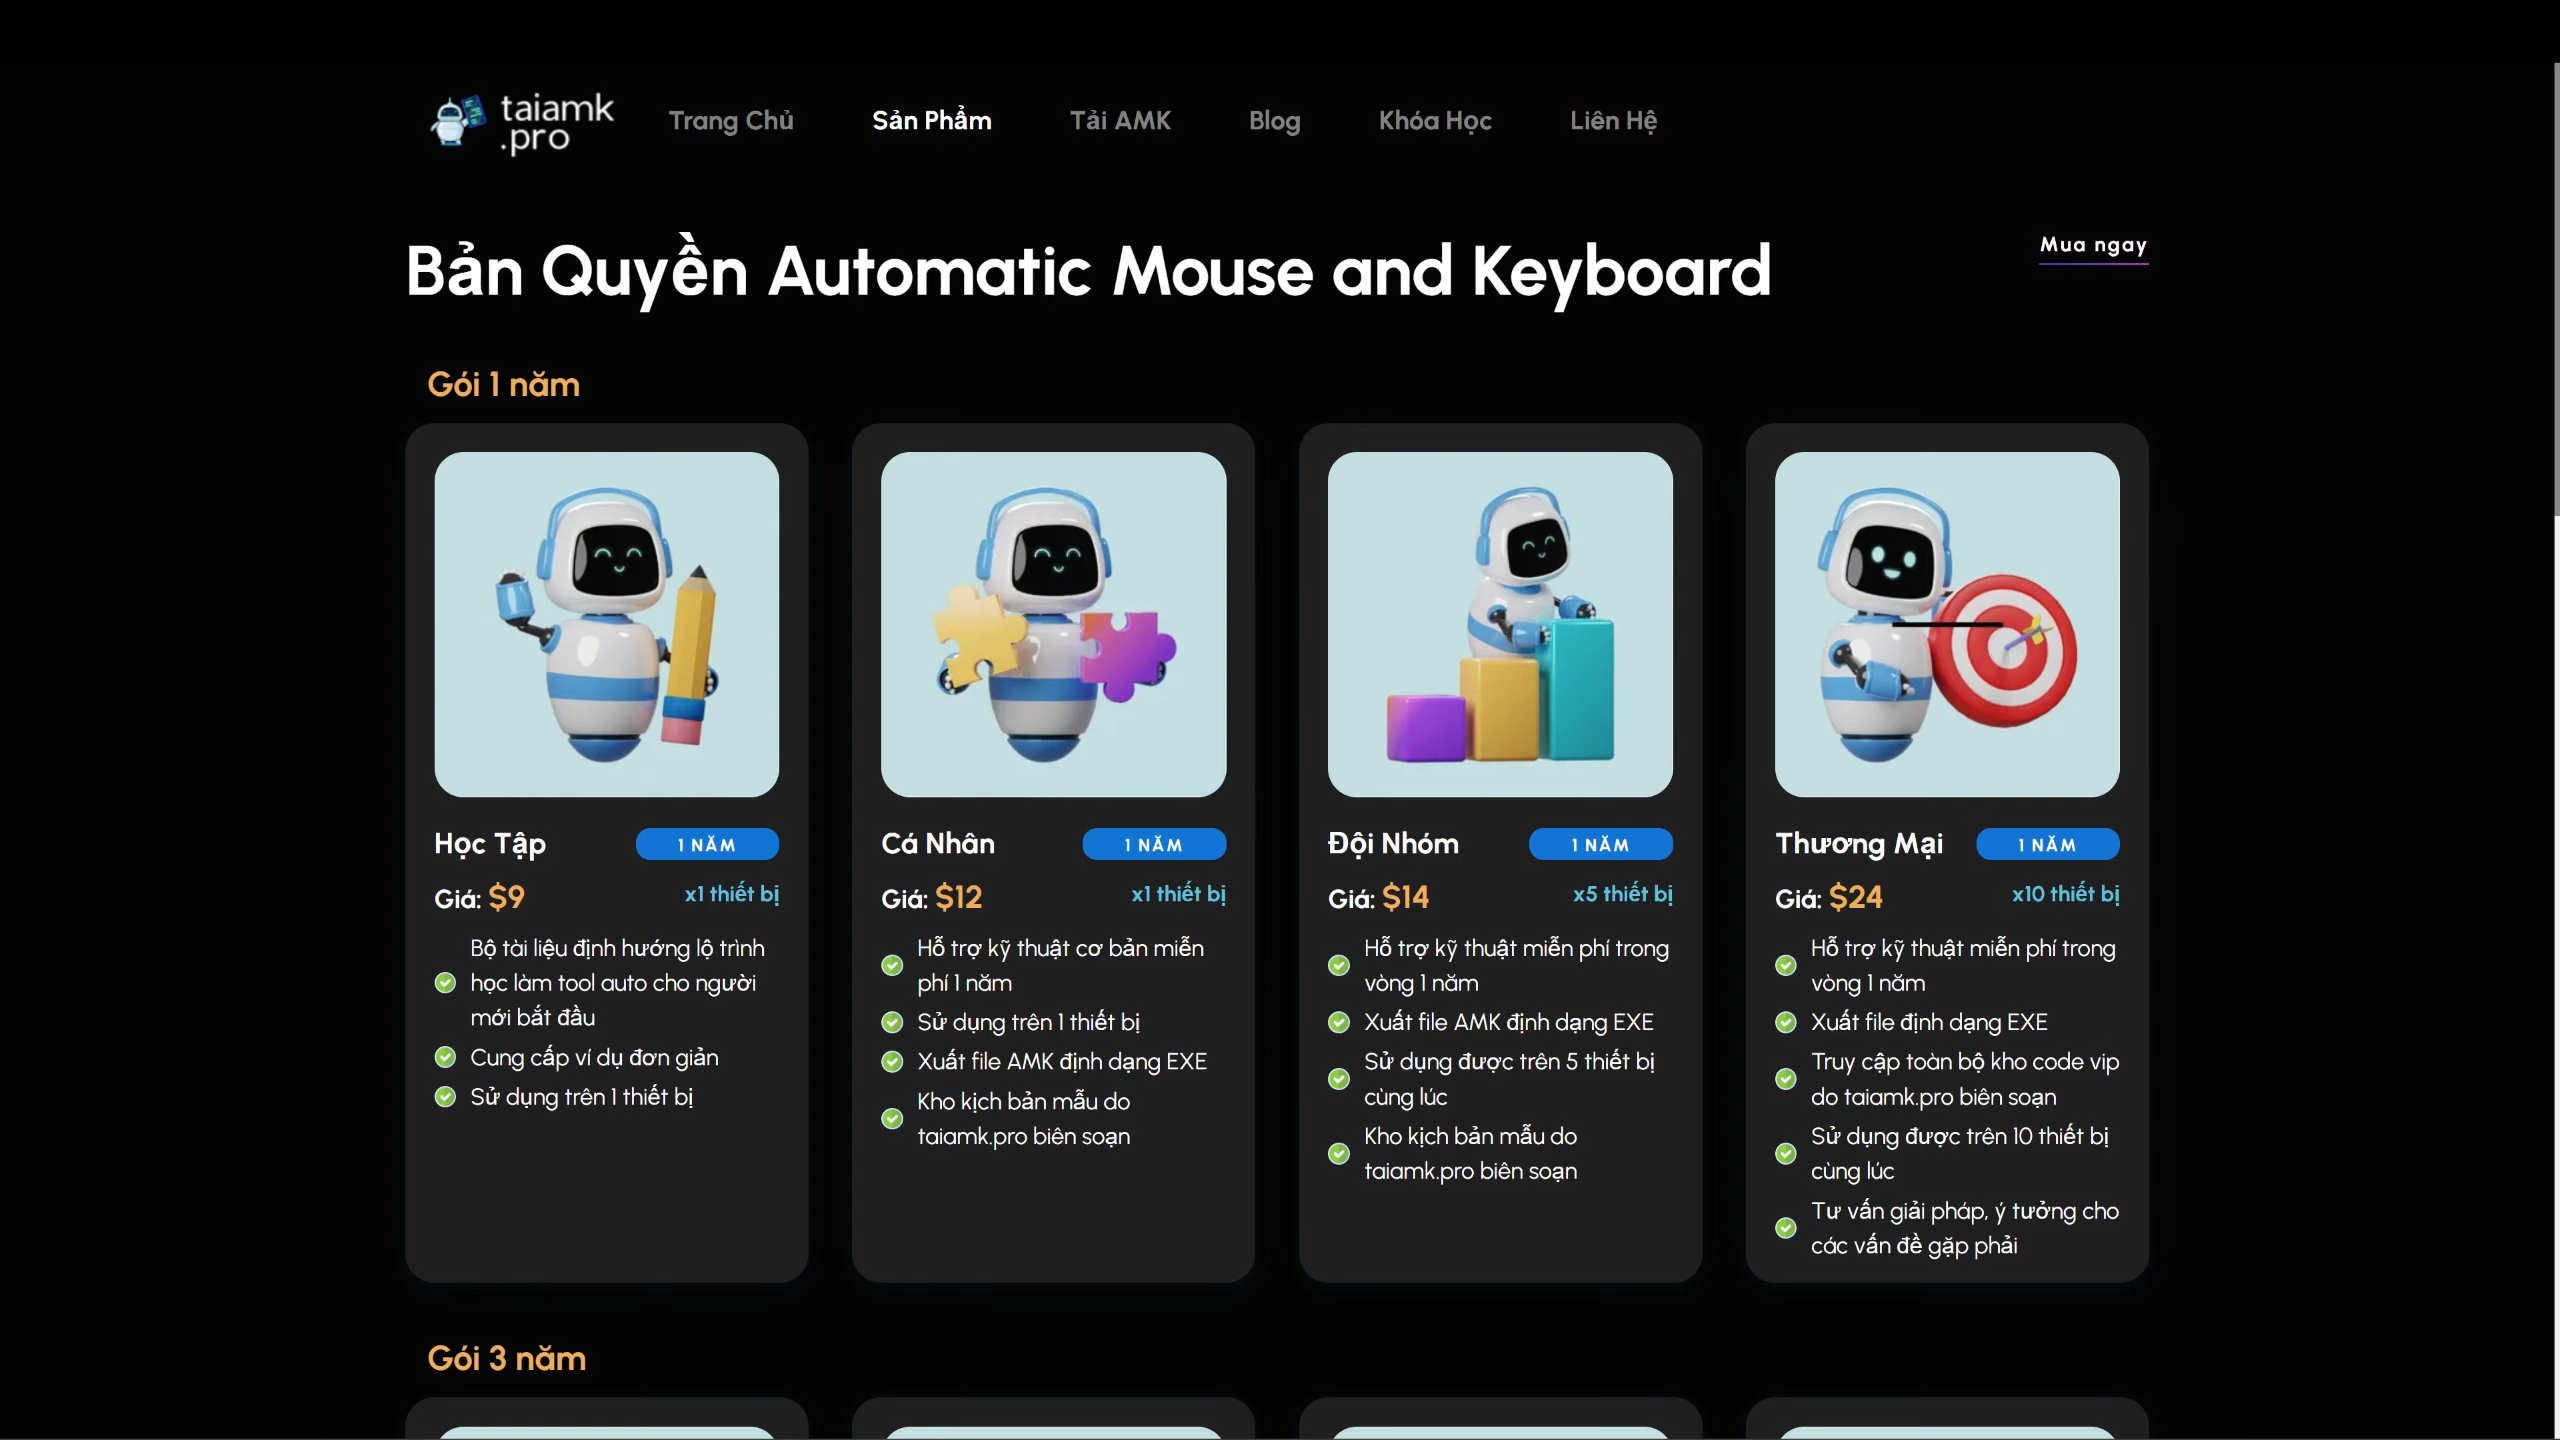 taiamk
.pro
Trang Chủ
Sản Phẩm
Tải AMK
Blog
Khóa Học
Liên Hệ
Bản Quyền Automatic Mouse and Keyboard
Mua ngay
Gói 1 năm
Học Tập
1 NĂM
Giá: $9
x1 thiết bị
Bộ tài liệu định hướng lộ trình
học làm tool auto cho người
mới bắt đầu
Cung cấp ví dụ đơn giản
Sử dụng trên 1 thiết bị
Cá Nhân
1 NĂM
Giá: $12
x1 thiết bị
Hỗ trợ kỹ thuật cơ bản miễn
phí 1 năm
Sử dụng trên 1 thiết bị
Xuất file AMK định dạng EXE
Kho kịch bản mẫu do
taiamk.pro biên soạn
Đội Nhóm
1 NĂM
Giá: $14
x5 thiết bị
Hỗ trợ kỹ thuật miễn phí trong
vòng 1 năm
Xuất file AMK định dạng EXE
Sử dụng được trên 5 thiết bị
cùng lúc
Kho kịch bản mẫu do
taiamk.pro biên soạn
Thương Mại
1 NĂM
Giá: $24
x10 thiết bị
Hỗ trợ kỹ thuật miễn phí trong
vòng 1 năm
Xuất file định dạng EXE
Truy cập toàn bộ kho code vip
do taiamk.pro biên soạn
Sử dụng được trên 10 thiết bị
cùng lúc
Tư vấn giải pháp, ý tưởng cho
các vấn đề gặp phải
Gói 3 năm